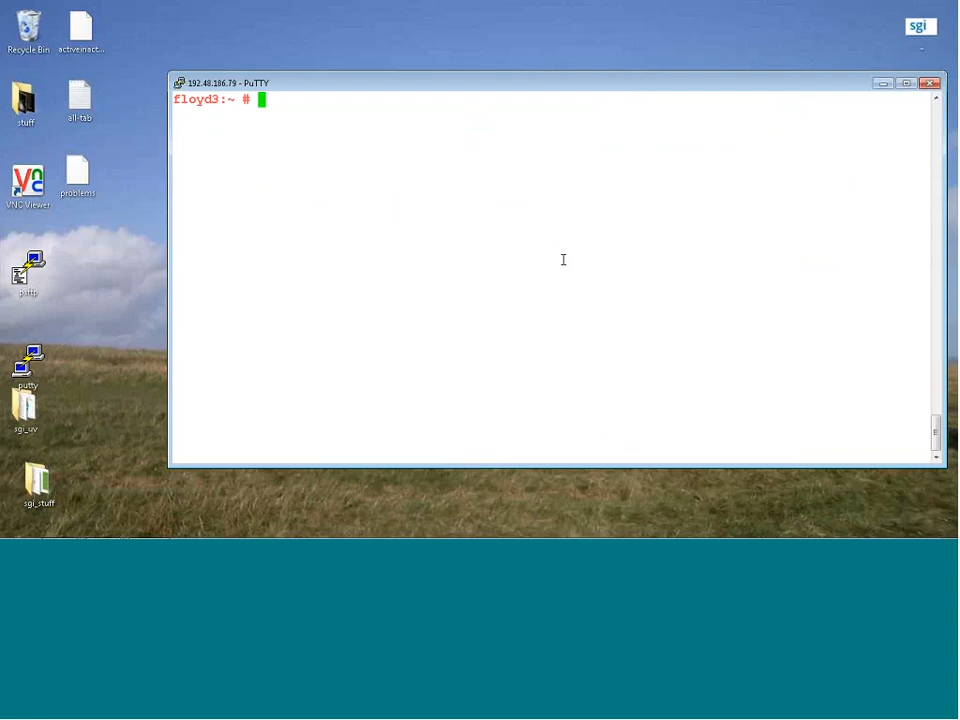 Recycle Bin
activeinact...
sgi
stuff
all-tab
VNC Viewer
problems
psftp
putty
sgi_uv
sgi_stuff
192.48.186.79 - PuTTY
floyd3:~ #